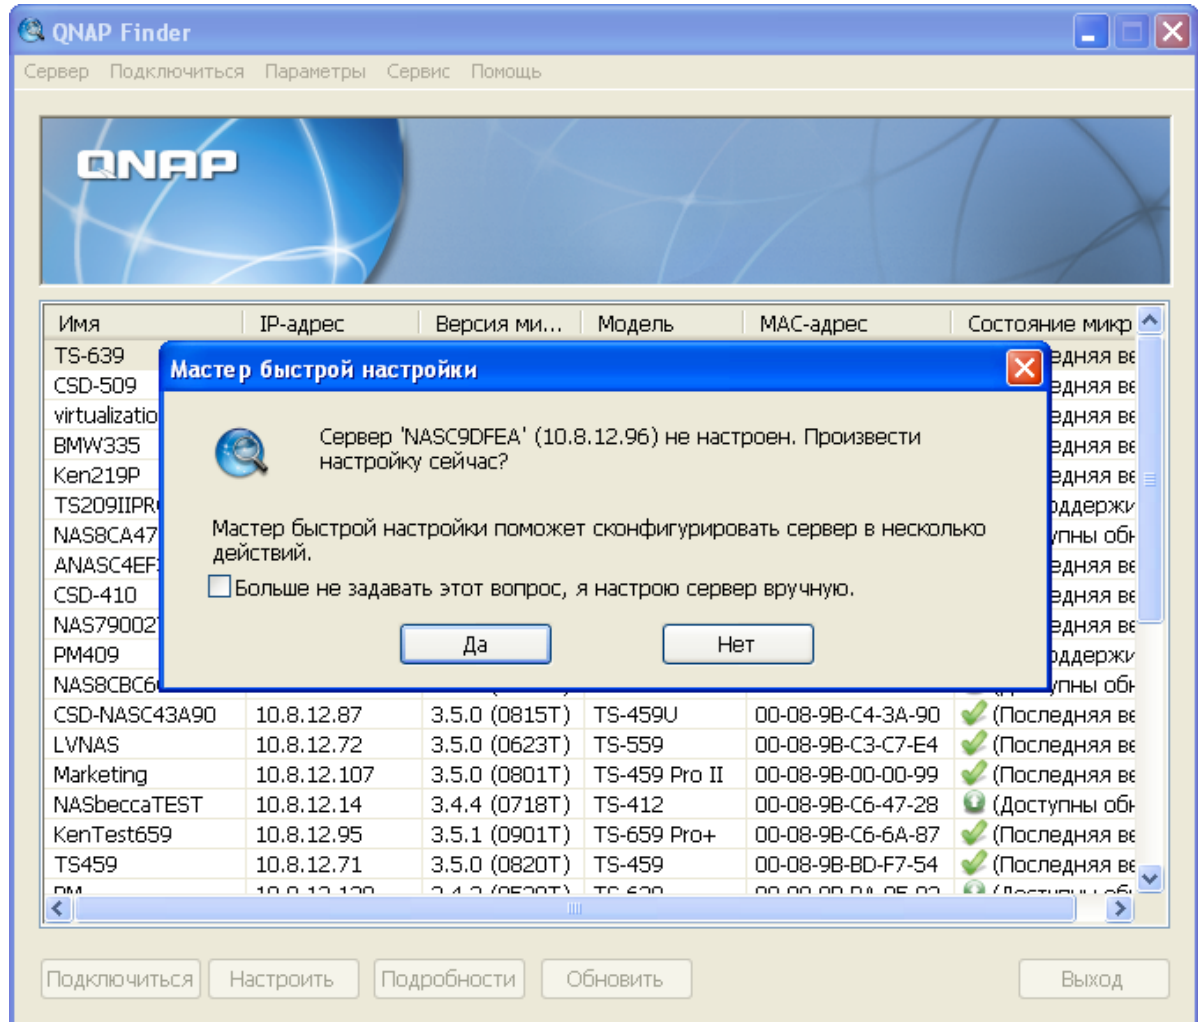 QNAP Finder
Сервер Подключиться Параметры Сервис Помощь
QNAP
Имя IP-адрес Версия ми... Модель MAC-адрес Состояние микр
TS-639
CSD-509
virtualizatio
BMW335
Ken219P
TS209IIPR
NAS8CA47
ANASC4EF
CSD-410
NAS79002
PM409
NAS8CBC6
Мастер быстрой настройки
Сервер 'NASC9DFEA' (10.8.12.96) не настроен. Произвести
настройку сейчас?
Мастер быстрой настройки поможет сконфигурировать сервер в несколько
действий.
Больше не задавать этот вопрос, я настрою сервер вручную.
Да Нет
CSD-NASC43A90 10.8.12.87 3.5.0 (0815T) TS-459U 00-08-9B-C4-3A-90 (Последняя ве
LVNAS 10.8.12.72 3.5.0 (0623T) TS-559 00-08-9B-C3-C7-E4 (Последняя ве
Marketing 10.8.12.107 3.5.0 (0801T) TS-459 Pro II 00-08-9B-00-00-99 (Последняя ве
NASbeccaTEST 10.8.12.14 3.4.4 (0718T) TS-412 00-08-9B-C6-47-28 (Доступны обн
KenTest659 10.8.12.95 3.5.1 (0901T) TS-659 Pro+ 00-08-9B-C6-6A-87 (Последняя ве
TS459 10.8.12.71 3.5.0 (0820T) TS-459 00-08-9B-BD-F7-54 (Последняя ве
Подключиться Настроить Подробности Обновить Выход